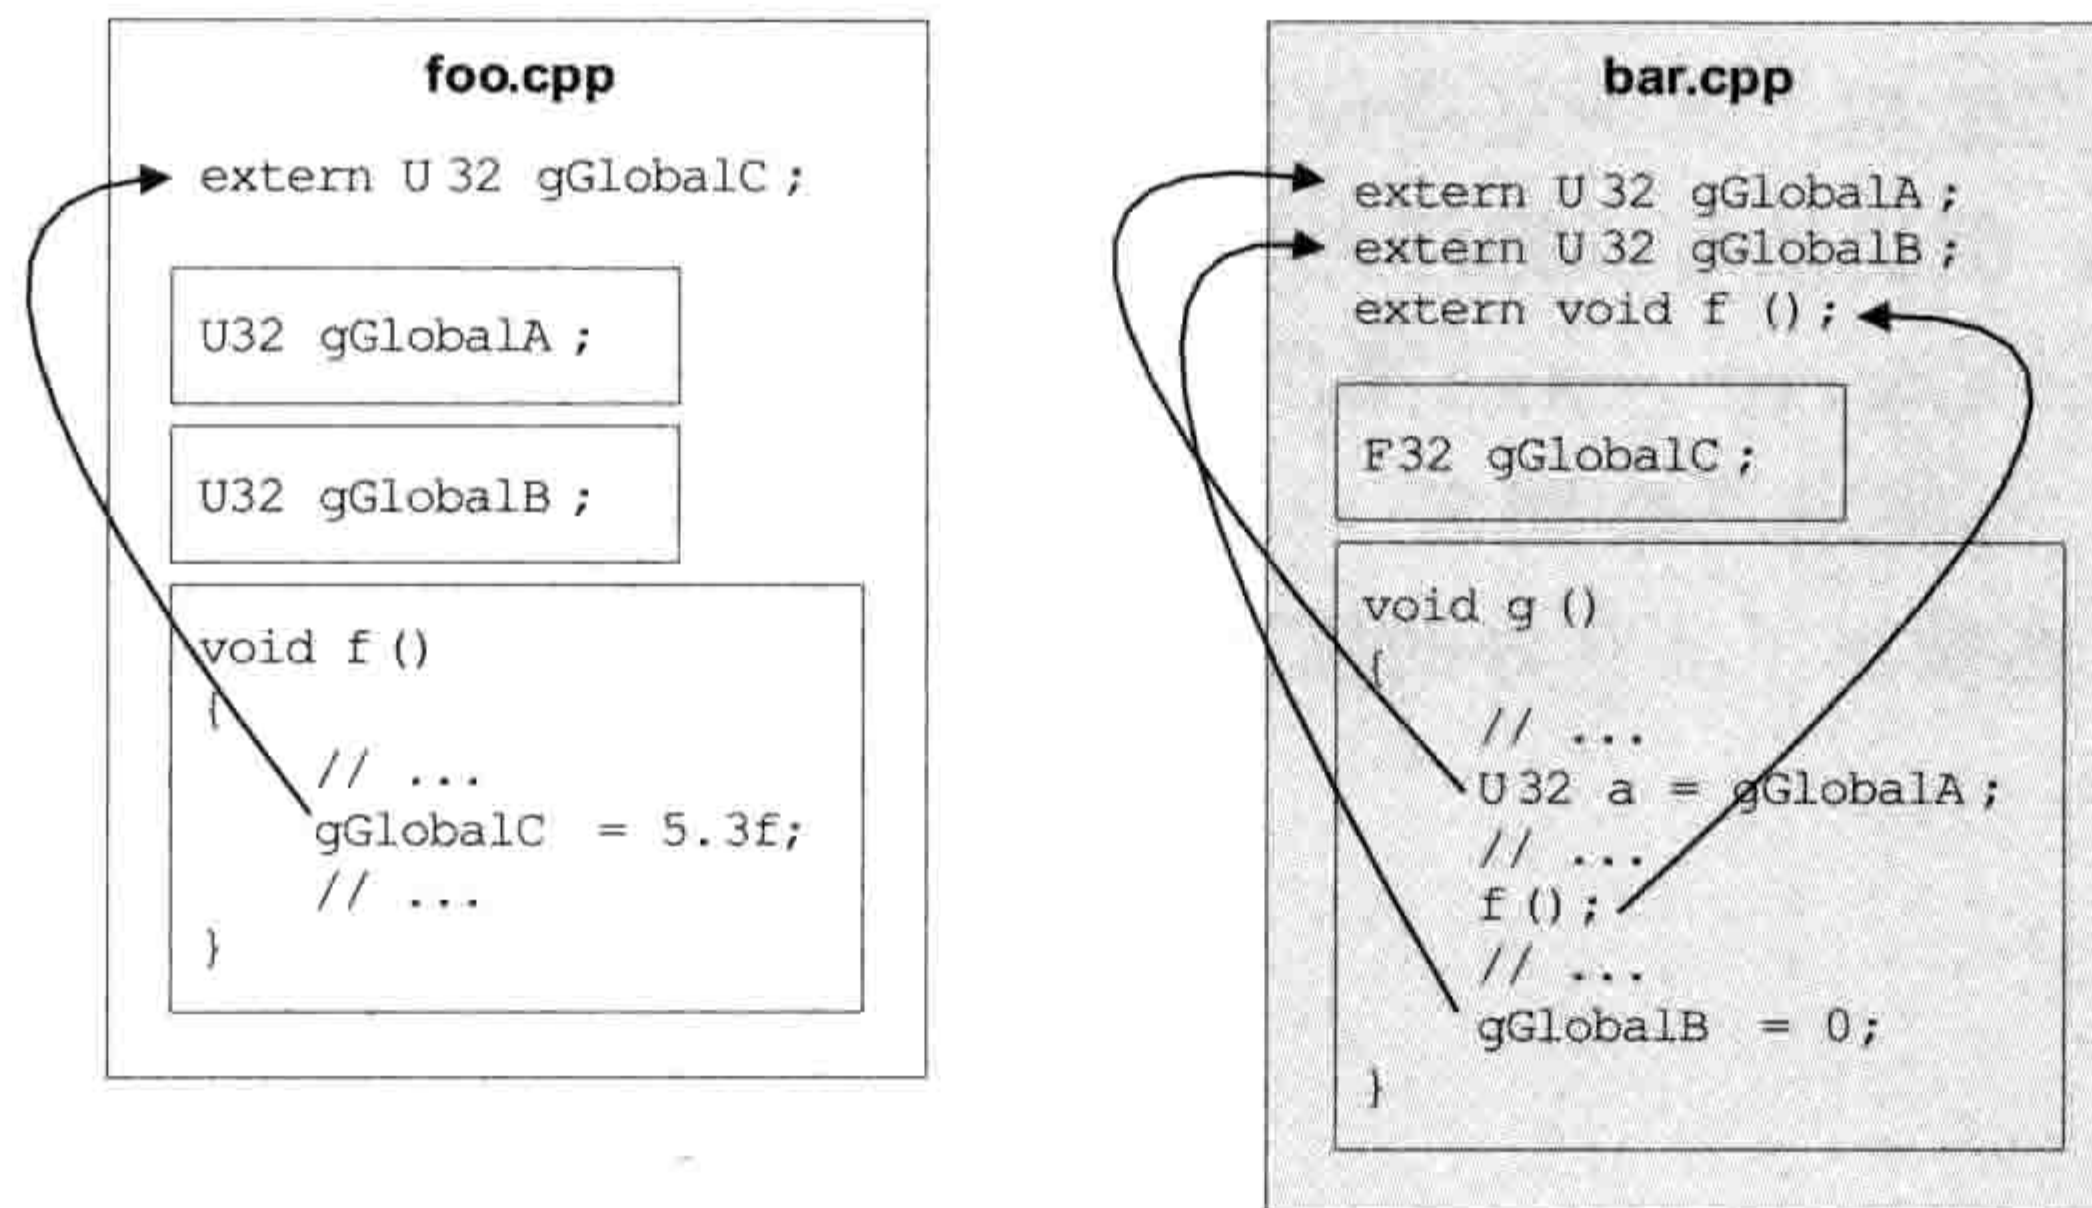 foo.cpp
extern U32 gGlobalC;
U32 gGlobalA;
U32 gGlobalB;
void f()
{
// ...
gGlobalC = 5.3f;
// ...
}
bar.cpp
extern U32 gGlobalA;
extern U32 gGlobalB;
extern void f ();
F32 gGlobalC;
void g ()
{
// ...
U32 a = gGlobalA;
// ...
f();
// ...
gGlobalB = 0;
}